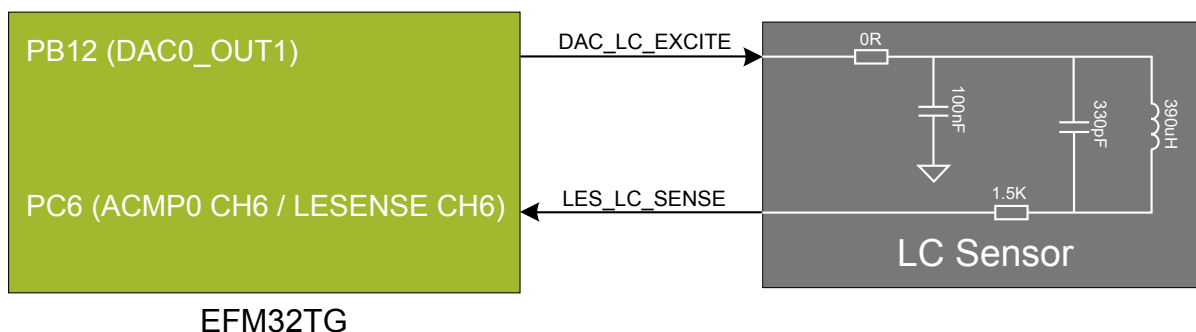 PB12 (DAC0_OUT1)
DAC_LC_EXCITE
0R
100nF
330pF
390uH
PC6 (ACMP0 CH6 / LESENSE CH6)
LES_LC_SENSE
1.5K
LC Sensor
EFM32TG